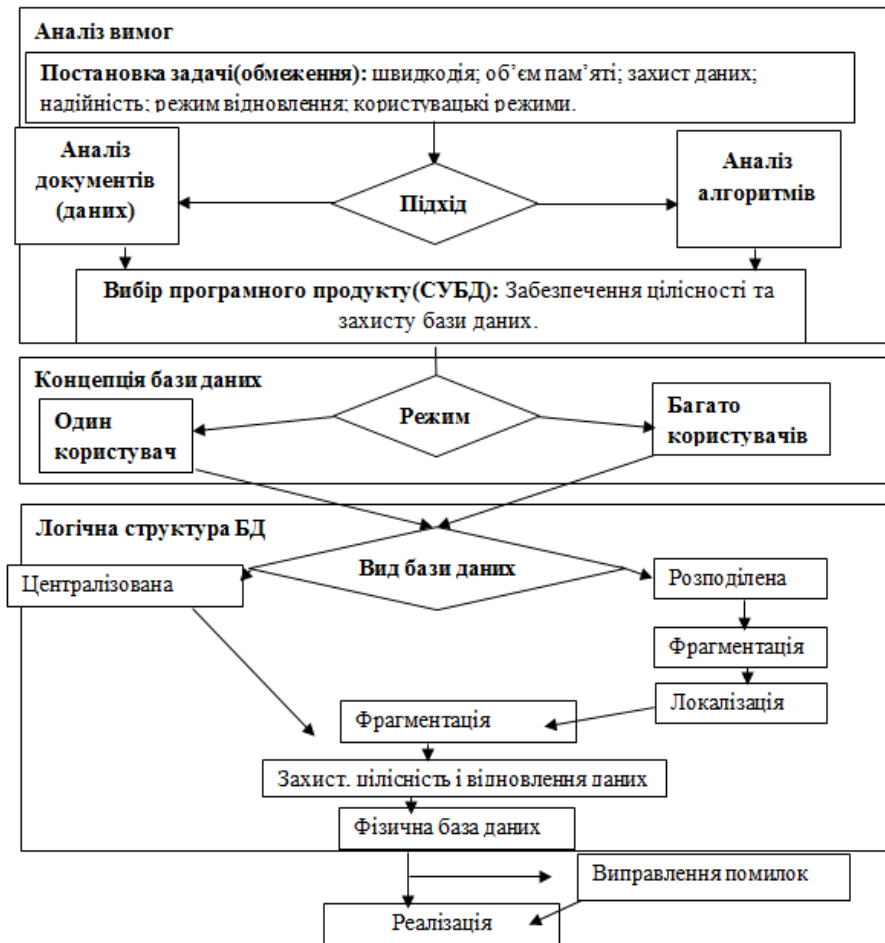 Аналіз вимог
Постановка задачі(обмеження): швидкодія; об’єм пам’яті; захист даних;
надійність; режим відновлення; користувацькі режими.
Аналіз
документів
(даних)
Підхід
Аналіз
алгоритмів
Вибір програмного продукту(СУБД): Забезпечення цілісності та
захисту бази даних.
Концепція бази даних
Один
користувач
Режим
Багато
користувачів
Логічна структура БД
Вид бази даних
Централізована
Розподілена
Фрагментація
Локалізація
Фрагментація
Захист, цілісність і відновлення даних
Фізична база даних
Виправлення помилок
Реалізація